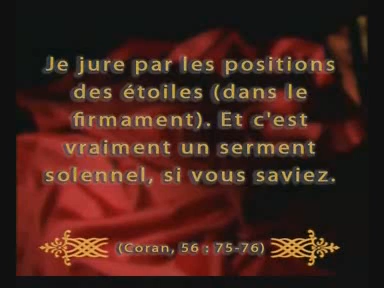 Je jure par les positions
des étoiles (dans le
firmament). Et c'est
vraiment un serment
solennel, si vous saviez.
(Coran, 56 : 75-76)